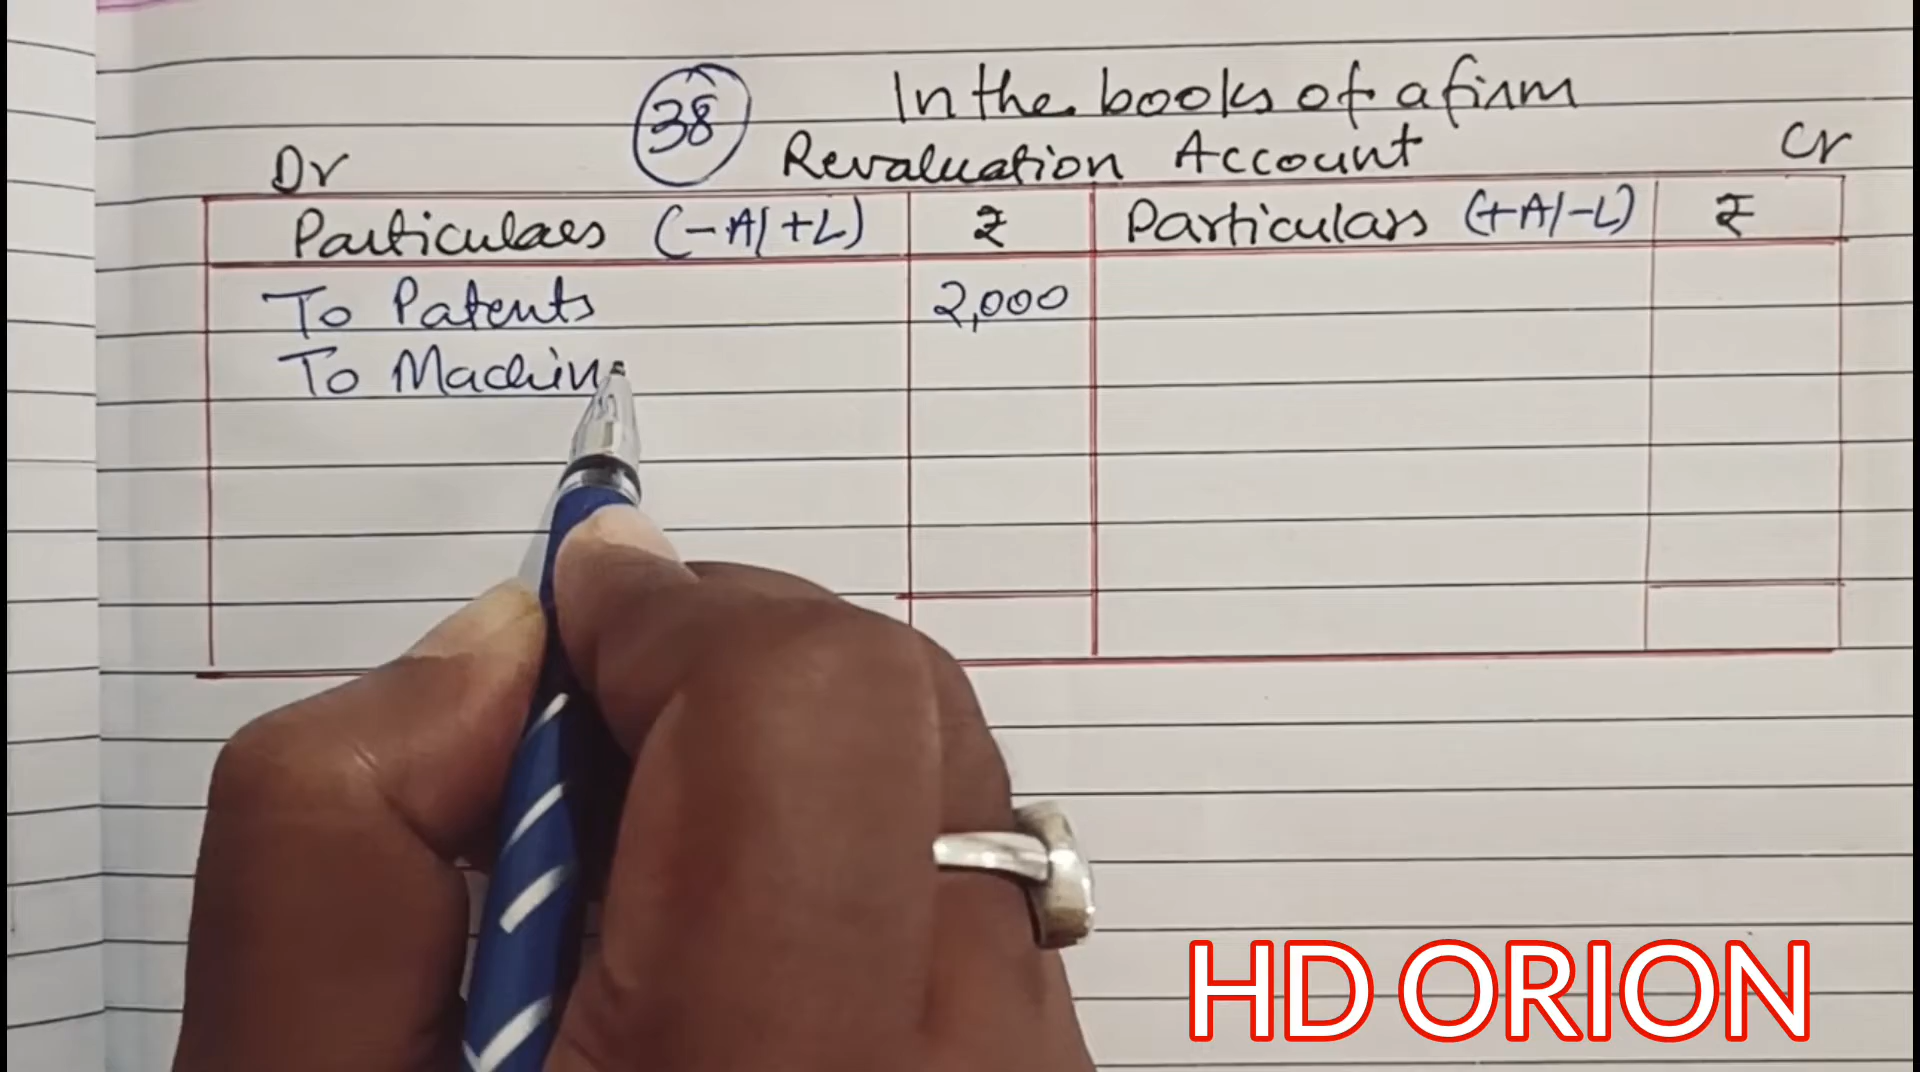 38 In the books of a firm
Dr Revaluation Account Cr
Particulars (-A/+L) ₹ Particulars (+A/-L) ₹
To Patents 2,000
To Machin
HD ORION